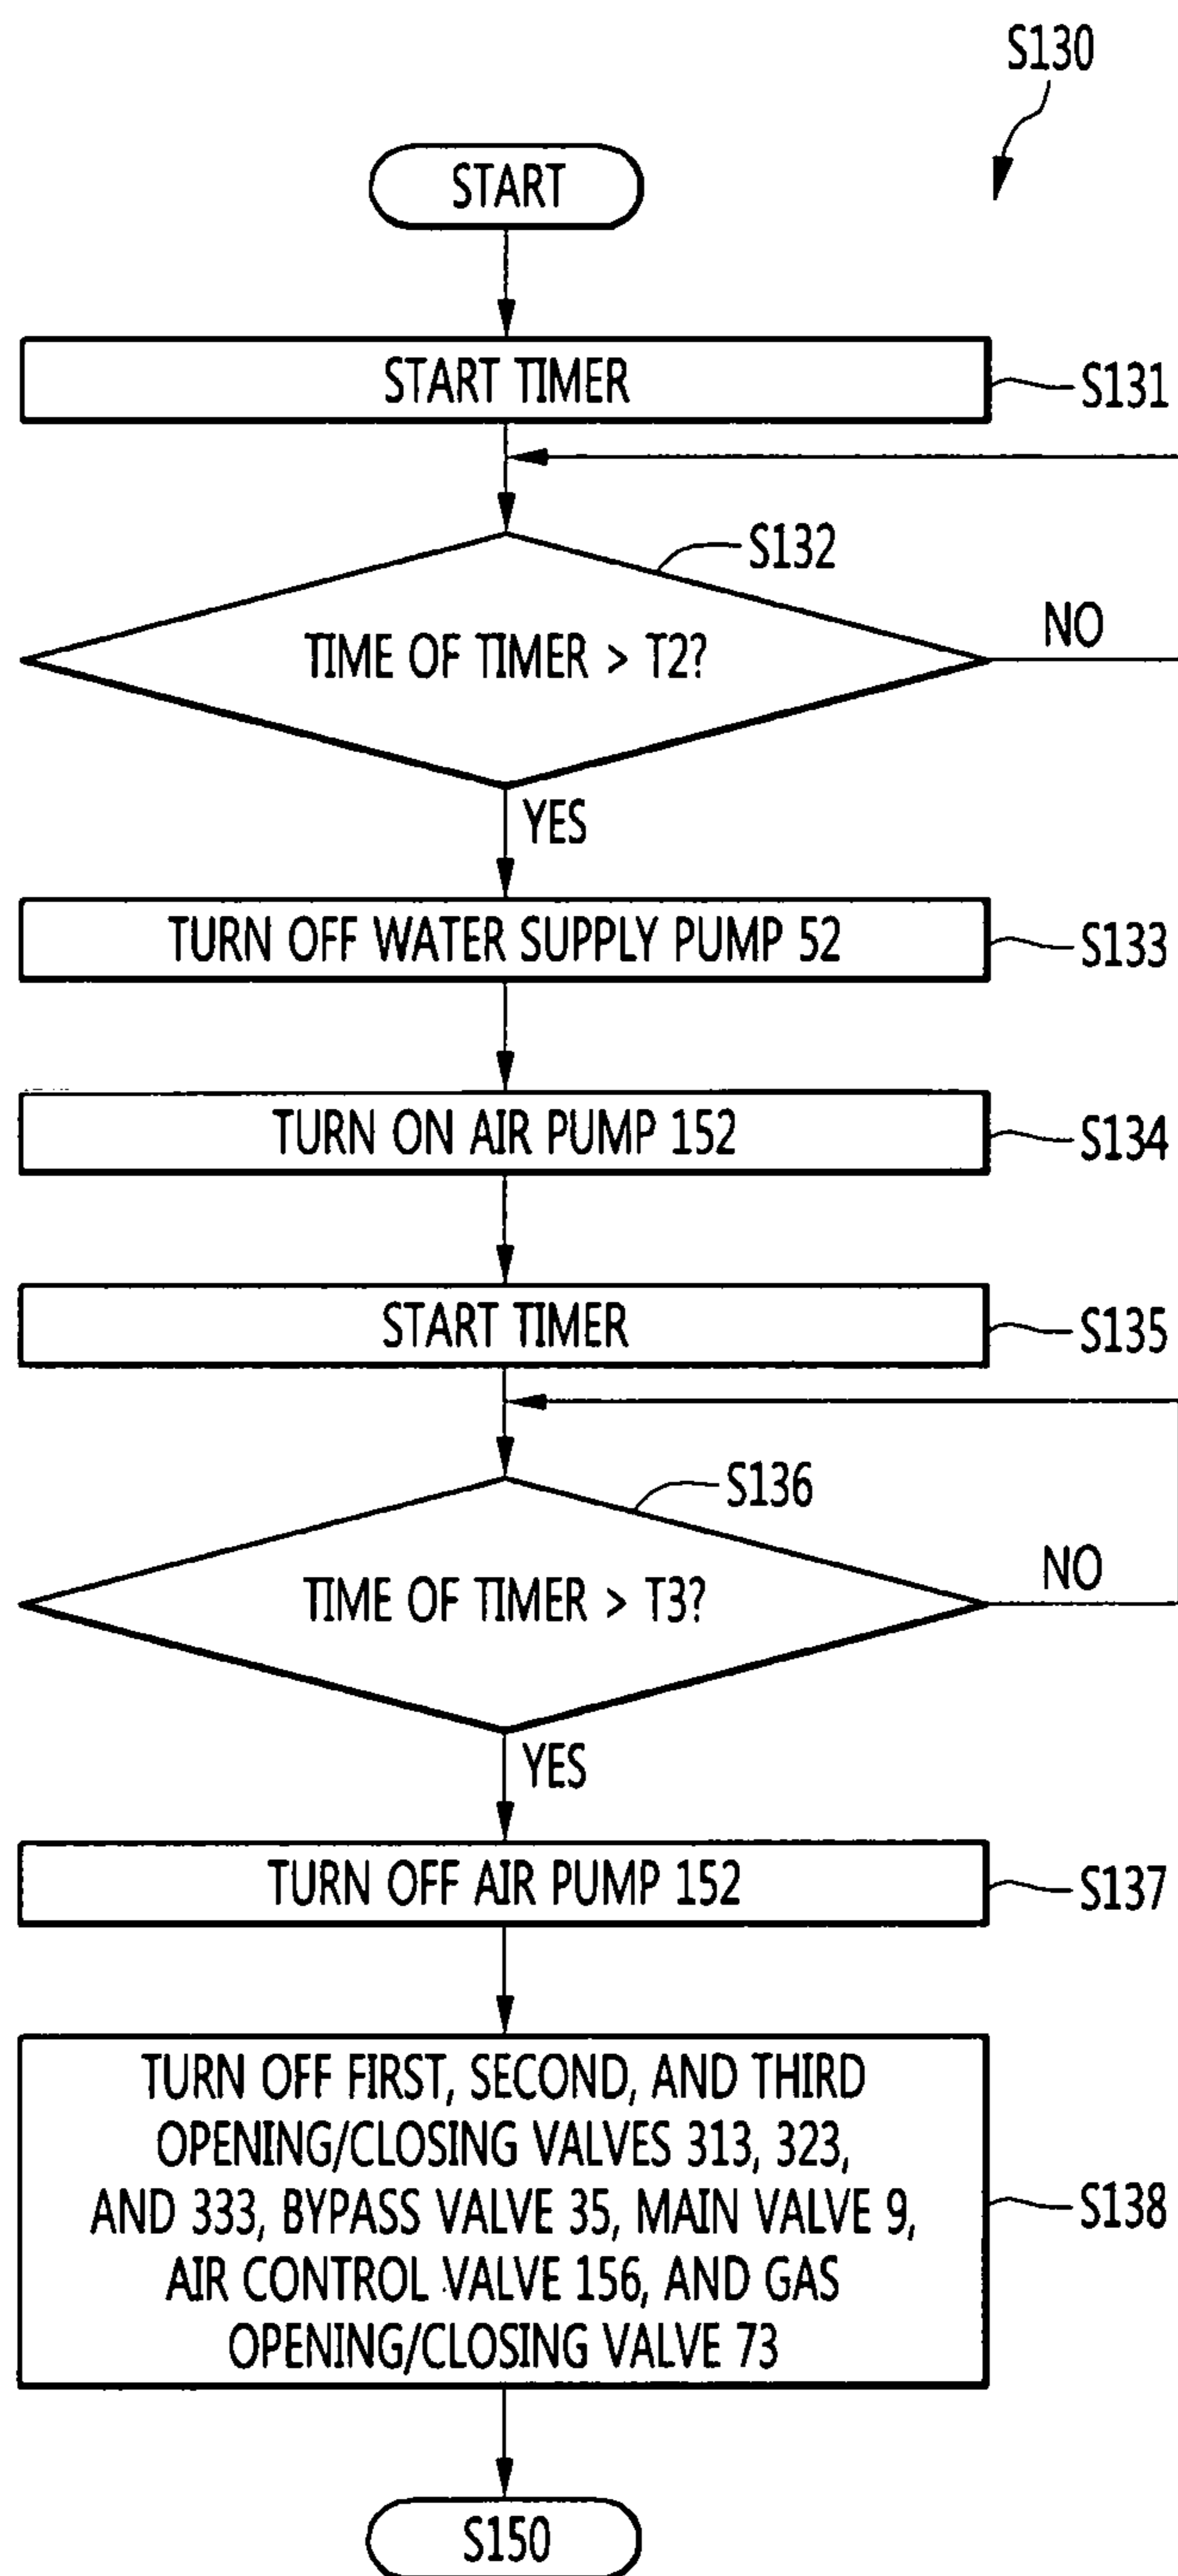 S130
START
START TIMER
S131
S132
TIME OF TIMER > T2?
NO
YES
TURN OFF WATER SUPPLY PUMP 52
S133
TURN ON AIR PUMP 152
S134
START TIMER
S135
S136
TIME OF TIMER > T3?
NO
YES
TURN OFF AIR PUMP 152
S137
TURN OFF FIRST, SECOND, AND THIRD
OPENING/CLOSING VALVES 313, 323,
AND 333, BYPASS VALVE 35, MAIN VALVE 9,
AIR CONTROL VALVE 156, AND GAS
OPENING/CLOSING VALVE 73
S138
S150